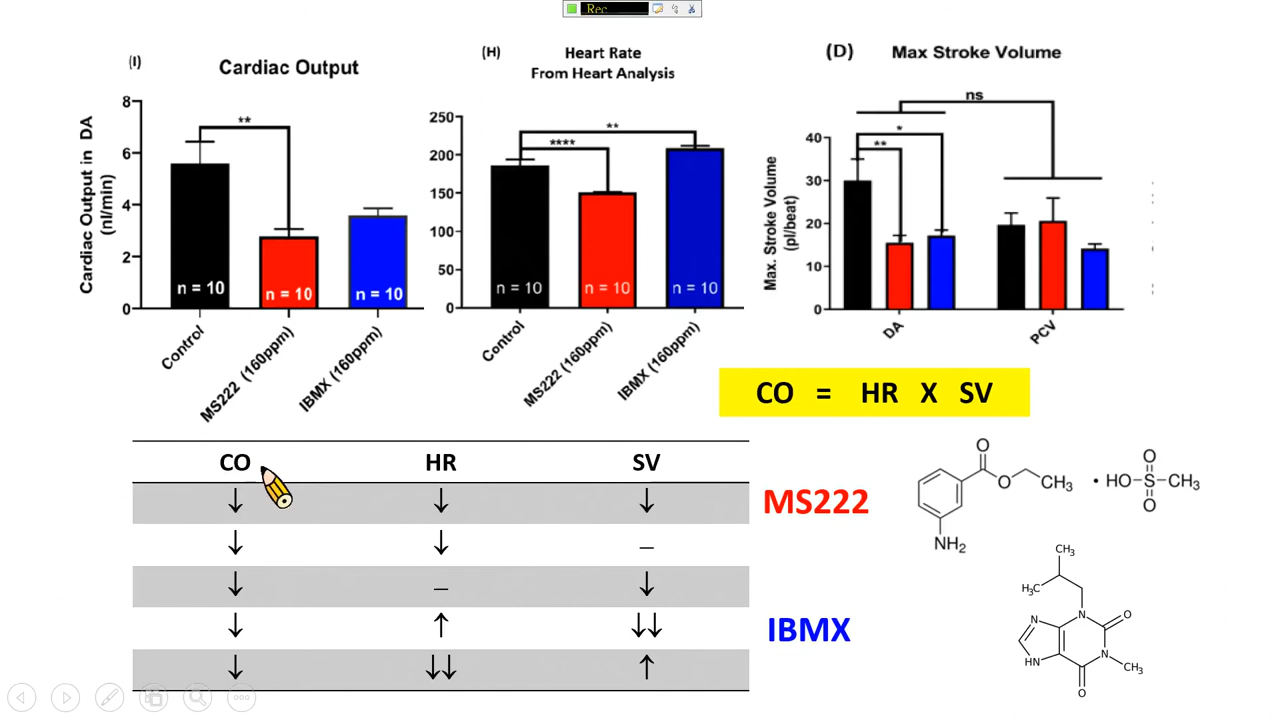 Rec
(I)
Cardiac Output
Cardiac Output in DA
(nl/min)
8
6
4
2
0
**
n = 10
n = 10
n = 10
Control
MS222 (160ppm)
IBMX (160ppm)
(H)
Heart Rate
From Heart Analysis
250
200
150
100
50
0
**
****
n = 10
n = 10
n = 10
Control
MS222 (160ppm)
IBMX (160ppm)
(D)
Max Stroke Volume
Max. Stroke Volume
(pl/beat)
40
30
20
10
0
ns
*
**
DA
PCV
CO = HR X SV
CO HR SV
↓ ↓ ↓
↓ ↓ –
↓ – ↓
↓ ↑ ↓↓
↓ ↓↓ ↑
MS222
O
O
CH3
NH2
•
O
HO-S-CH3
O
IBMX
CH3
H3C
N
N
O
HN
N
CH3
O